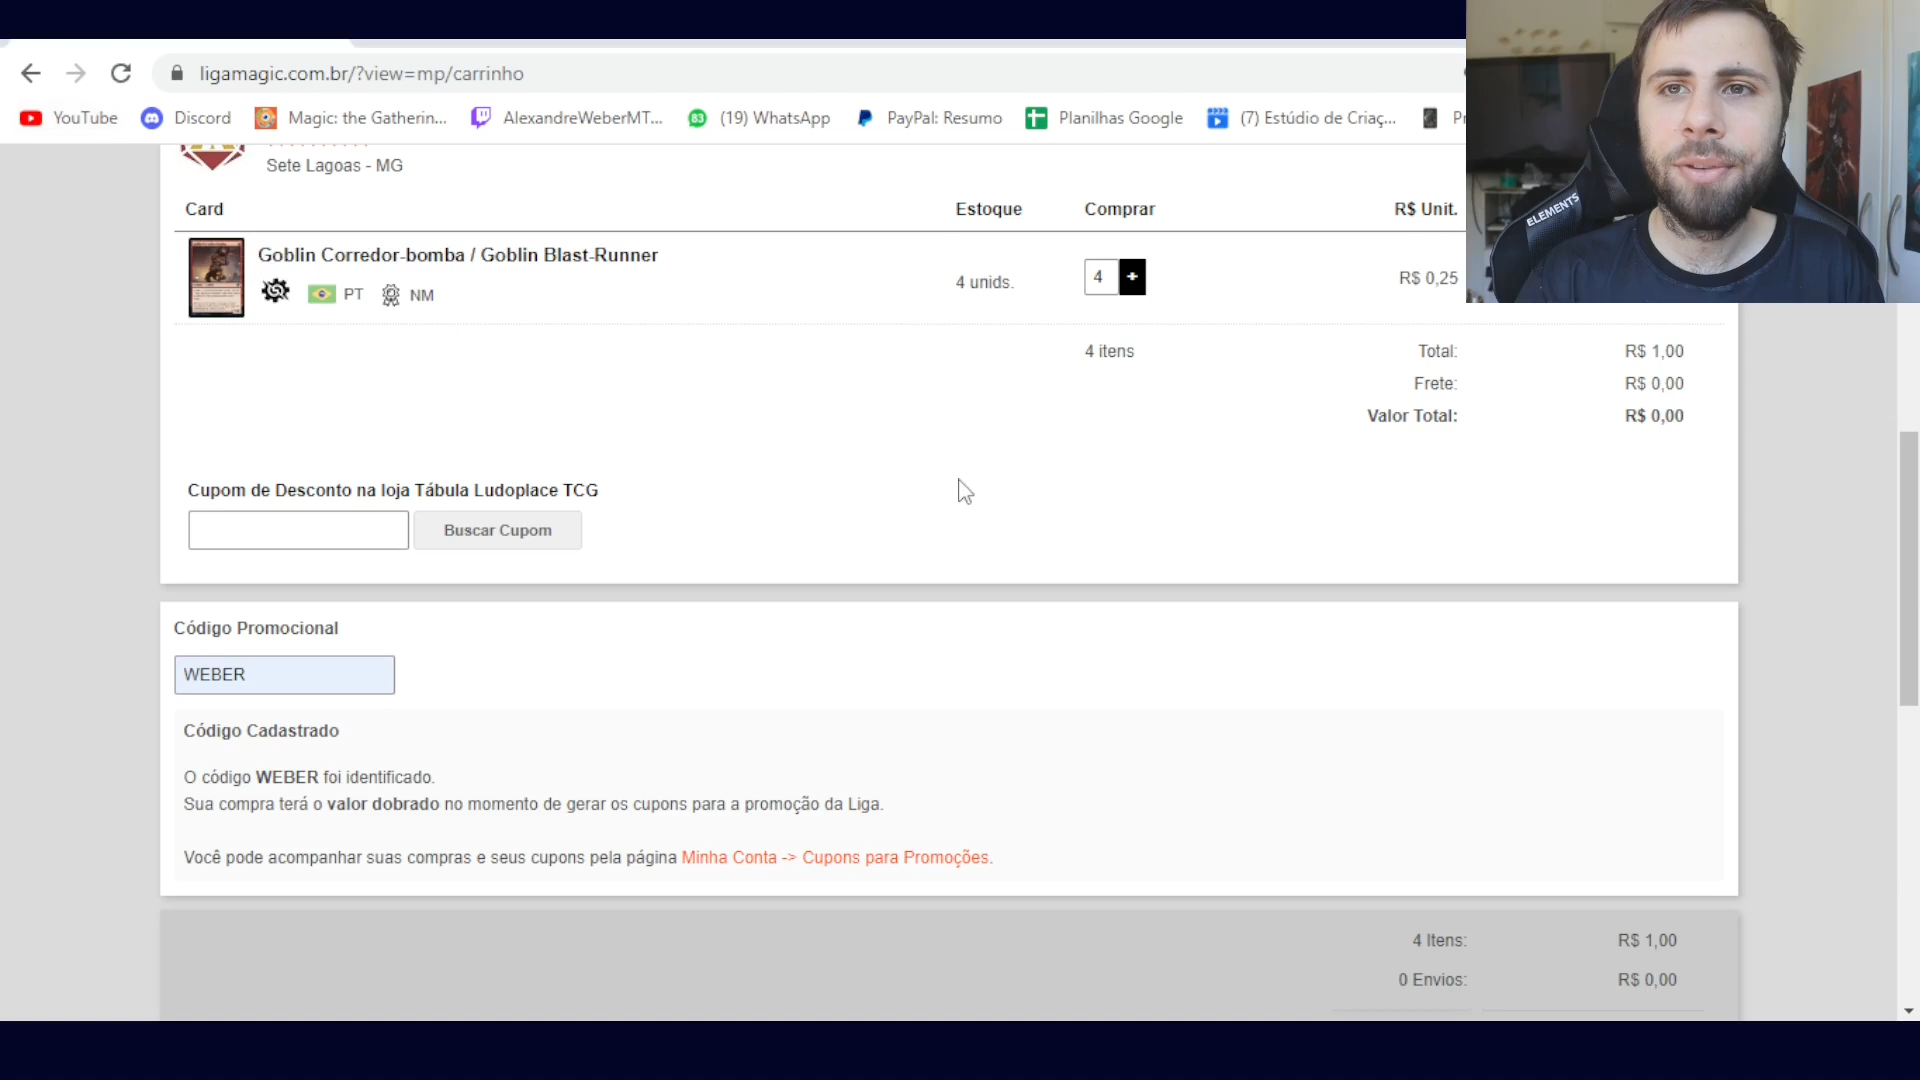 ligamagic.com.br/?view=mp/carrinho
YouTube Discord Magic: the Gatherin... AlexandreWeberMT... (19) WhatsApp PayPal: Resumo Planilhas Google (7) Estúdio de Criaç...
Sete Lagoas - MG
Card Estoque Comprar R$ Unit.
Goblin Corredor-bomba / Goblin Blast-Runner
PT NM 4 unids. 4 + R$ 0,25
4 itens Total: R$ 1,00
Frete: R$ 0,00
Valor Total: R$ 0,00
Cupom de Desconto na loja Tábula Ludoplace TCG
Buscar Cupom
Código Promocional
WEBER
Código Cadastrado
O código WEBER foi identificado.
Sua compra terá o valor dobrado no momento de gerar os cupons para a promoção da Liga.
Você pode acompanhar suas compras e seus cupons pela página Minha Conta -> Cupons para Promoções.
4 Itens: R$ 1,00
0 Envios: R$ 0,00
ELEMENTS